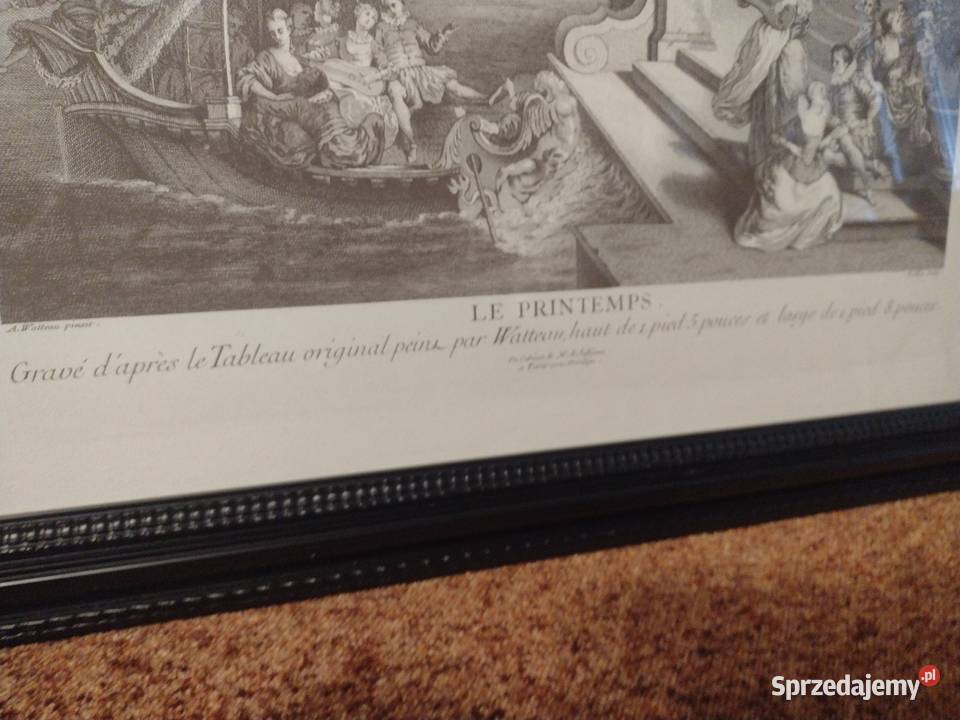 A. Watteau pinxit.
LE PRINTEMPS.
Gravé d'après le Tableau original peint par Watteau, haut de 1. pied 5. pouces et large de 1 pied 8. pouces
Sprzedajemy.pl